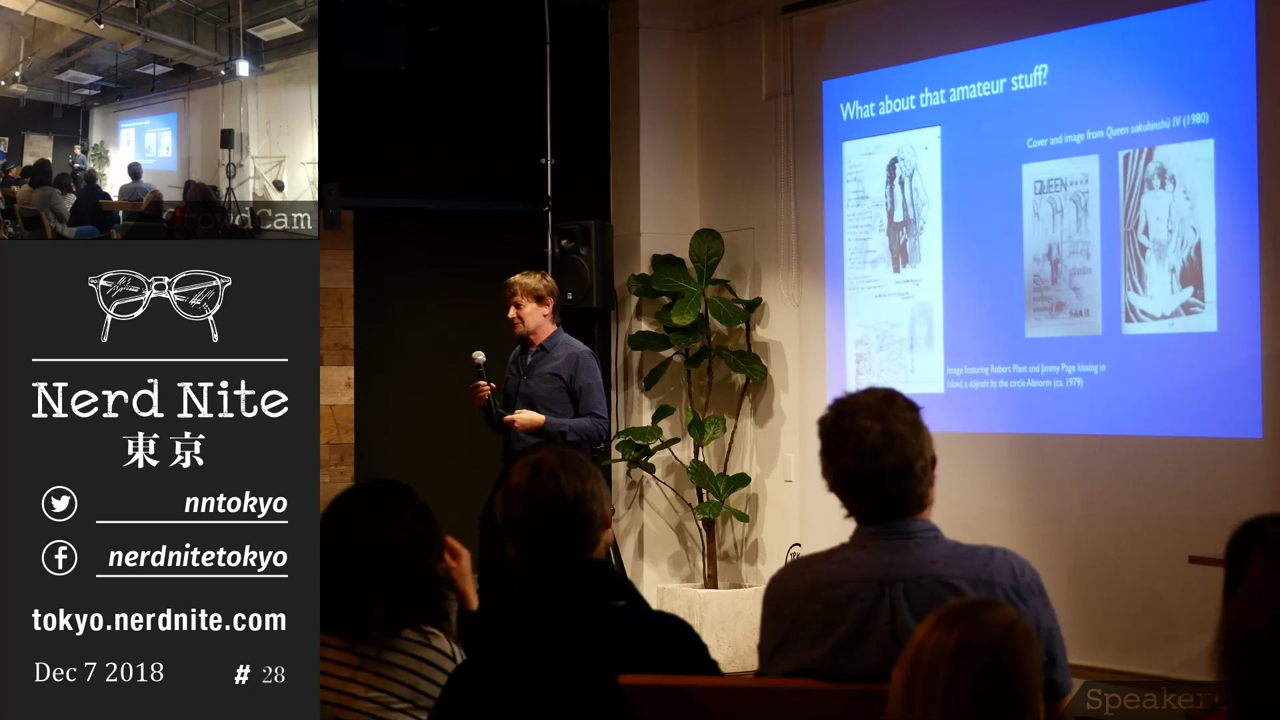 CrowdCam
Nerd Nite
東京
nntokyo
nerdnitetokyo
tokyo.nerdnite.com
Dec 7 2018
# 28
What about that amateur stuff?
Cover and image from Queen sakuhinshū IV (1980)
QUEEN
Image featuring Robert Plant and Jimmy Page kissing in
Island, a dōjinshi by the circle Abnorm (ca. 1979)
Speaker